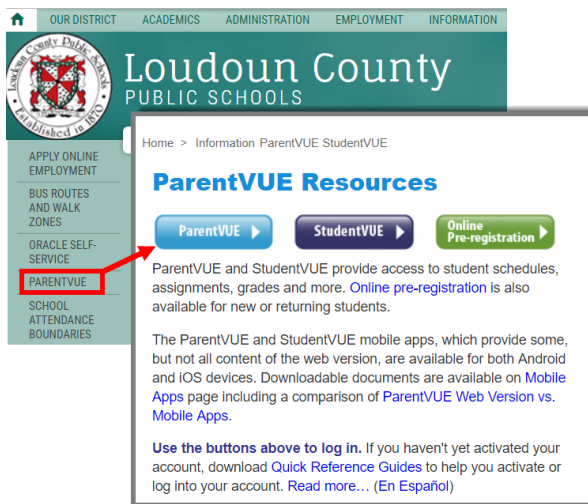 OUR DISTRICT ACADEMICS ADMINISTRATION EMPLOYMENT INFORMATION
County Public Schools
Established in 1870
Loudoun County
PUBLIC SCHOOLS
APPLY ONLINE
EMPLOYMENT
BUS ROUTES
AND WALK
ZONES
ORACLE SELF-
SERVICE
PARENTVUE
SCHOOL
ATTENDANCE
BOUNDARIES
Home > Information ParentVUE StudentVUE
ParentVUE Resources
ParentVUE
StudentVUE
Online
Pre-registration
ParentVUE and StudentVUE provide access to student schedules,
assignments, grades and more. Online pre-registration is also
available for new or returning students.
The ParentVUE and StudentVUE mobile apps, which provide some,
but not all content of the web version, are available for both Android
and iOS devices. Downloadable documents are available on Mobile
Apps page including a comparison of ParentVUE Web Version vs.
Mobile Apps.
Use the buttons above to log in. If you haven't yet activated your
account, download Quick Reference Guides to help you activate or
log into your account. Read more… (En Español)